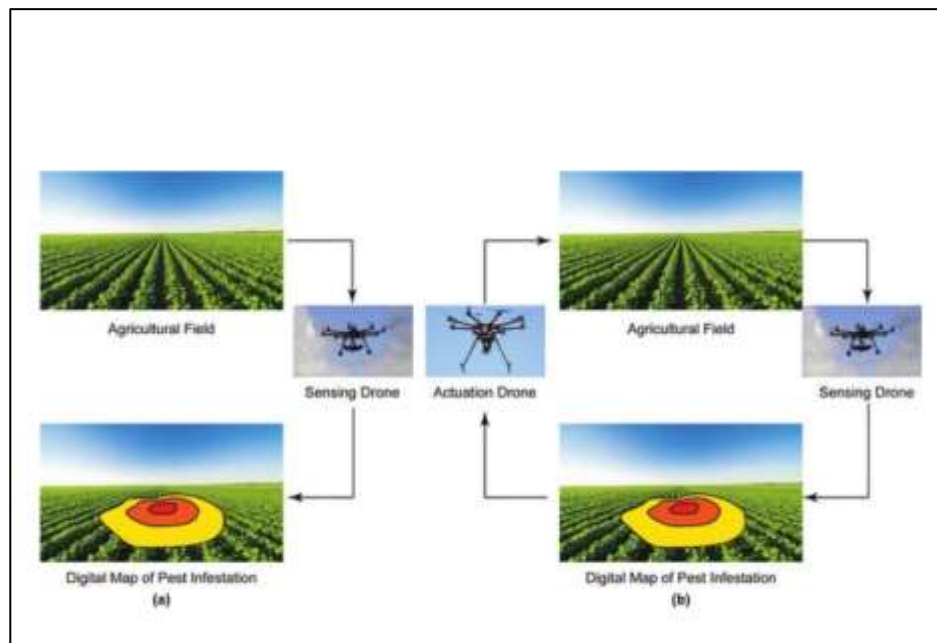 Agricultural Field
Sensing Drone
Digital Map of Pest Infestation
(a)
Agricultural Field
Actuation Drone
Sensing Drone
Digital Map of Pest Infestation
(b)